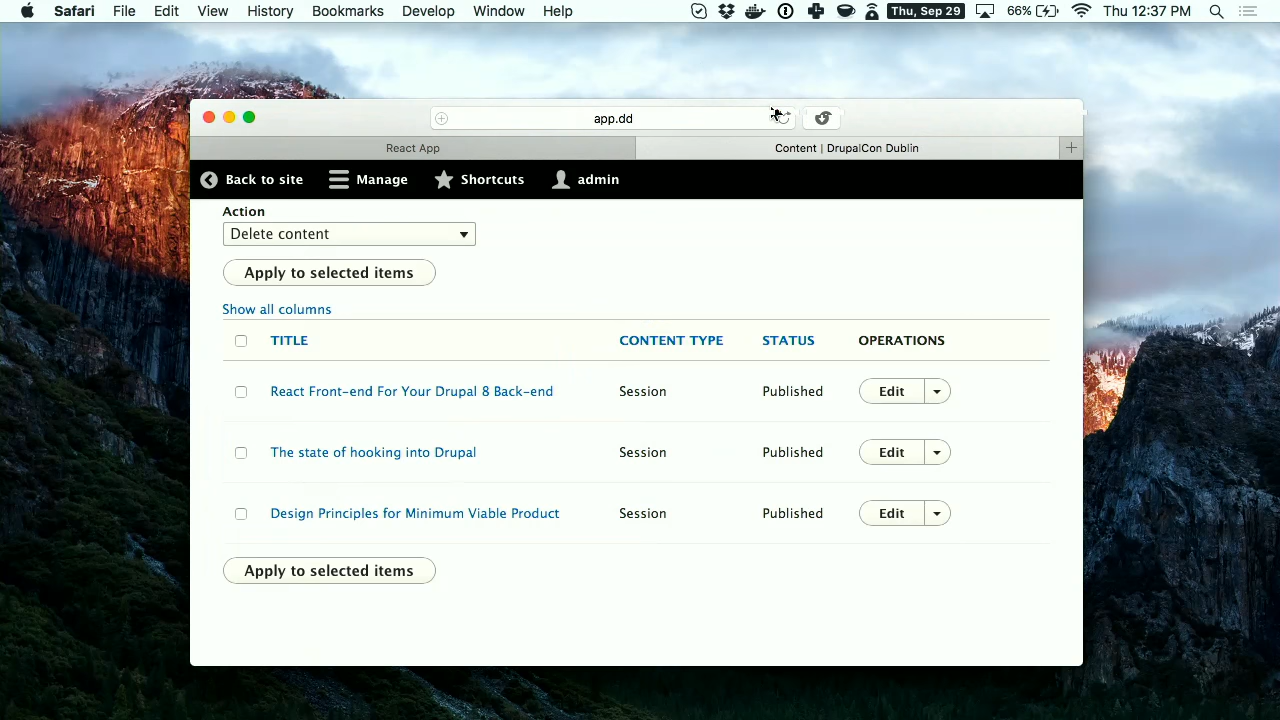 Safari File Edit View History Bookmarks Develop Window Help Thu, Sep 29 66% Thu 12:37 PM
app.dd
React App Content | DrupalCon Dublin
Back to site Manage Shortcuts admin
Action
Delete content
Apply to selected items
Show all columns
TITLE CONTENT TYPE STATUS OPERATIONS
React Front-end For Your Drupal 8 Back-end Session Published Edit
The state of hooking into Drupal Session Published Edit
Design Principles for Minimum Viable Product Session Published Edit
Apply to selected items